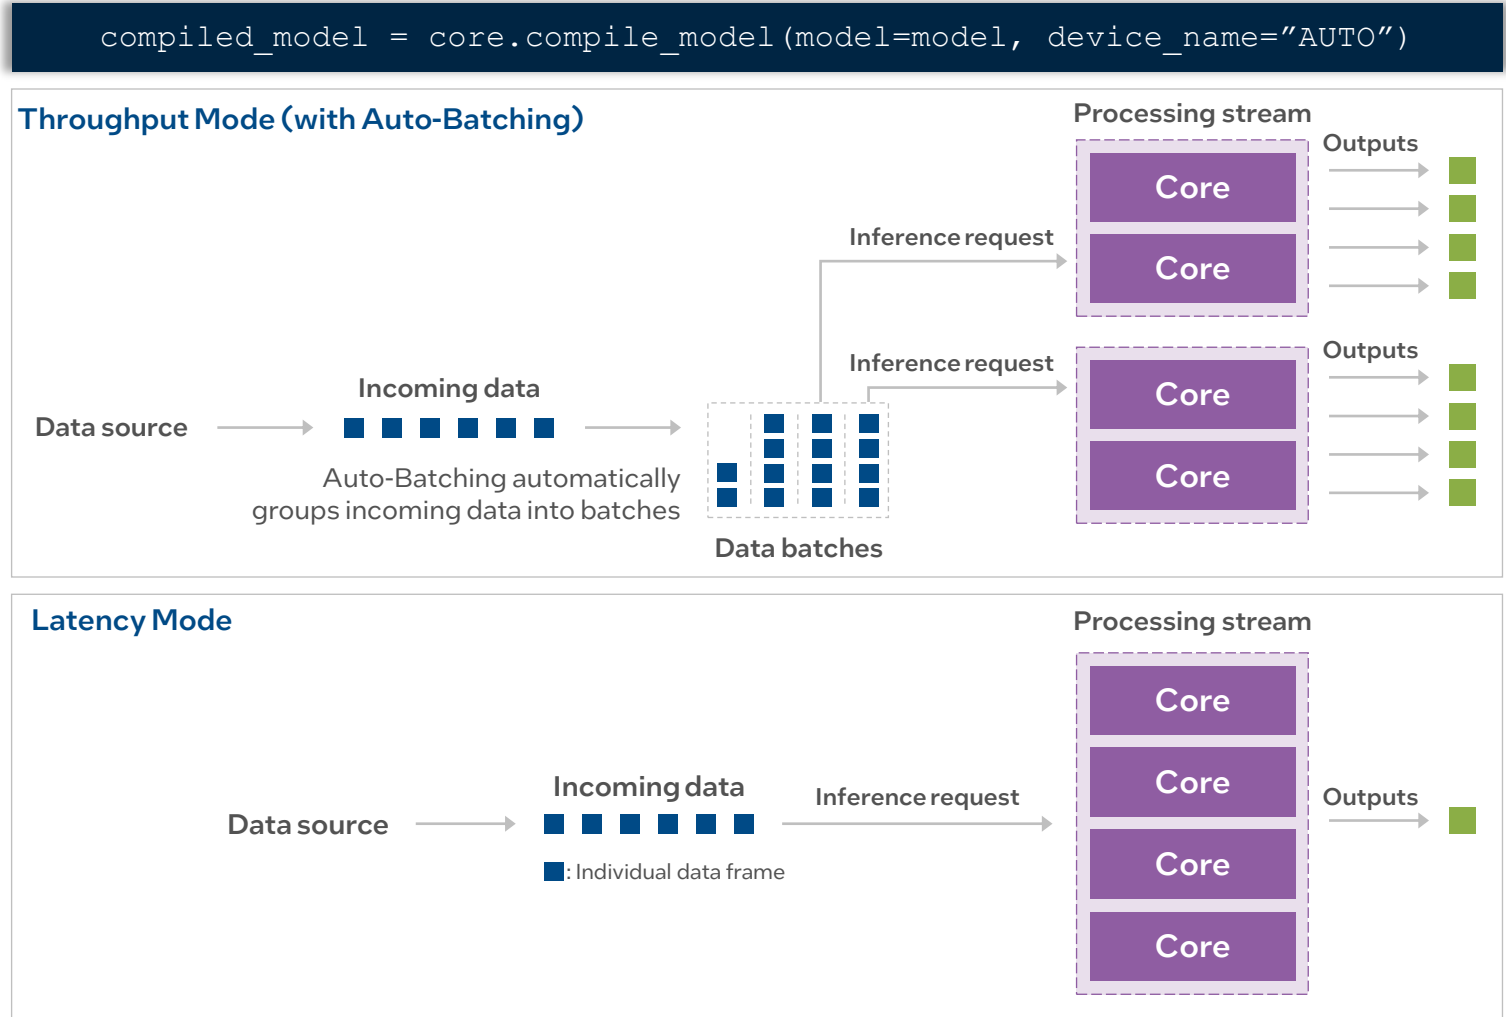 compiled_model = core.compile_model(model=model, device_name=”AUTO”)
Throughput Mode (with Auto-Batching)
Processing stream
Outputs
Core
Core
Inference request
Inference request
Outputs
Core
Core
Incoming data
Data source
Auto-Batching automatically
groups incoming data into batches
Data batches
Latency Mode
Processing stream
Core
Core
Core
Core
Incoming data
Inference request
Outputs
Data source
: Individual data frame